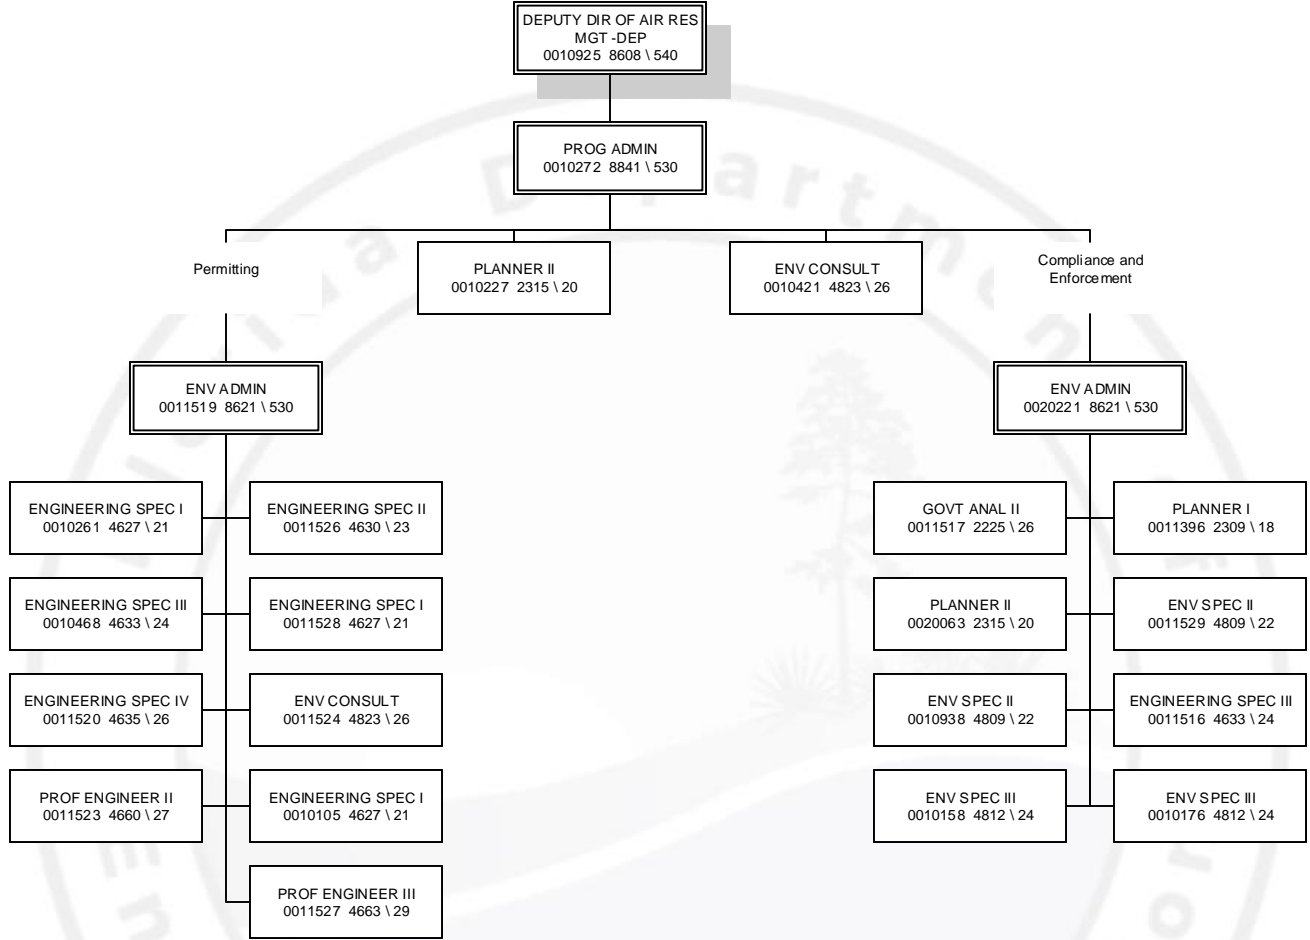 DEPUTY DIR OF AIR RES
MGT -DEP
0010925 8608 \ 540
PROG ADMIN
0010272 8841 \ 530
Permitting
PLANNER II
0010227 2315 \ 20
ENV CONSULT
0010421 4823 \ 26
Compliance and
Enforcement
ENV ADMIN
0011519 8621 \ 530
ENV ADMIN
0020221 8621 \ 530
ENGINEERING SPEC I
0010261 4627 \ 21
ENGINEERING SPEC II
0011526 4630 \ 23
GOVT ANAL II
0011517 2225 \ 26
PLANNER I
0011396 2309 \ 18
ENGINEERING SPEC III
0010468 4633 \ 24
ENGINEERING SPEC I
0011528 4627 \ 21
PLANNER II
0020063 2315 \ 20
ENV SPEC II
0011529 4809 \ 22
ENGINEERING SPEC IV
0011520 4635 \ 26
ENV CONSULT
0011524 4823 \ 26
ENV SPEC II
0010938 4809 \ 22
ENGINEERING SPEC III
0011516 4633 \ 24
PROF ENGINEER II
0011523 4660 \ 27
ENGINEERING SPEC I
0010105 4627 \ 21
ENV SPEC III
0010158 4812 \ 24
ENV SPEC III
0010176 4812 \ 24
PROF ENGINEER III
0011527 4663 \ 29